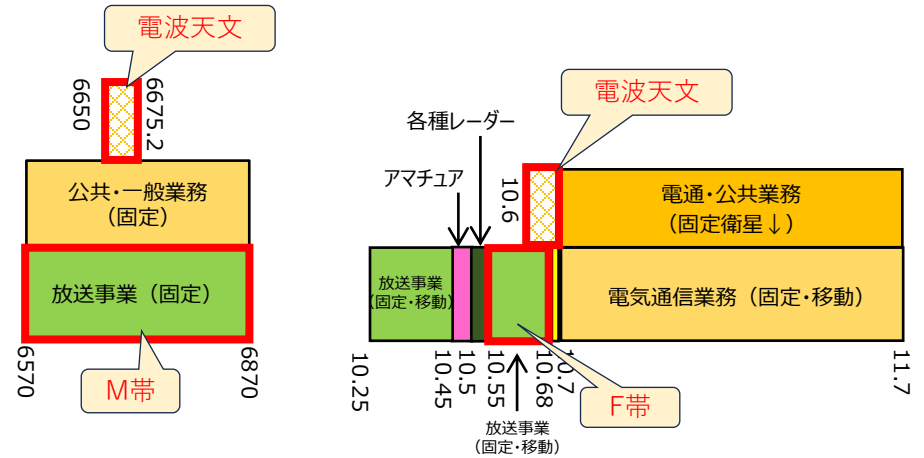 電波天文
6650
6675.2
公共・一般業務
(固定)
放送事業（固定）
6570
6870
M帯
電波天文
各種レーダー
アマチュア
10.6
電通・公共業務
(固定衛星↓)
放送事業
(固定・移動)
電気通信業務（固定・移動）
10.25
10.45
10.5
10.55
10.68
11.7
F帯
放送事業
(固定・移動)